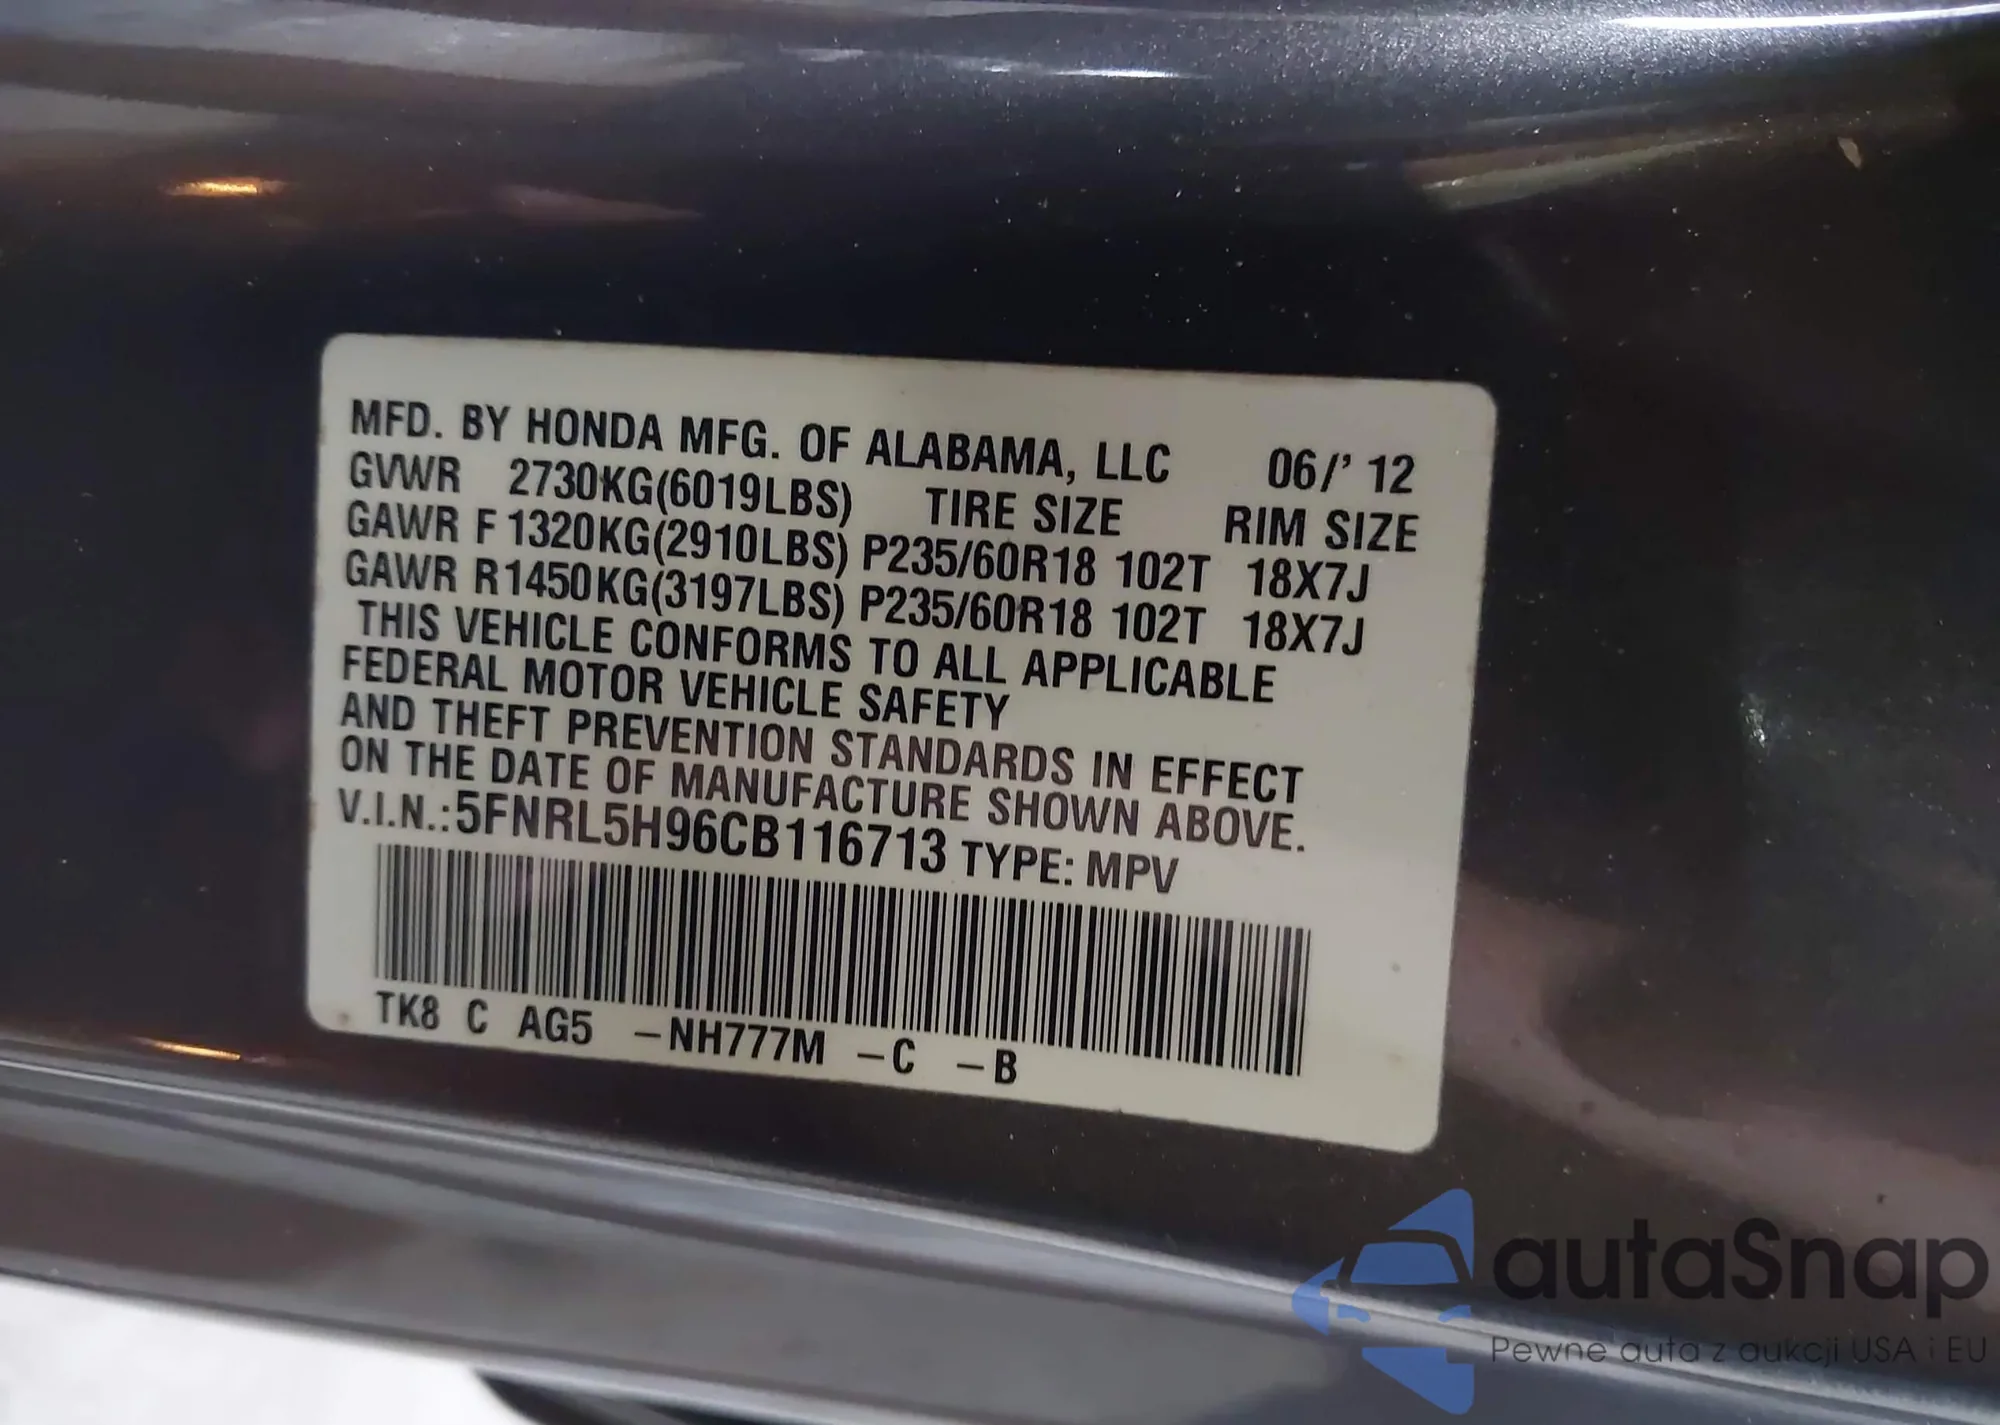 MFD. BY HONDA MFG. OF ALABAMA, LLC 06/' 12
GVWR 2730KG(6019LBS) TIRE SIZE RIM SIZE
GAWR F 1320KG(2910LBS) P235/60R18 102T 18X7J
GAWR R 1450KG(3197LBS) P235/60R18 102T 18X7J
THIS VEHICLE CONFORMS TO ALL APPLICABLE
FEDERAL MOTOR VEHICLE SAFETY
AND THEFT PREVENTION STANDARDS IN EFFECT
ON THE DATE OF MANUFACTURE SHOWN ABOVE.
V.I.N.:5FNRL5H96CB116713 TYPE: MPV
TK8 C AG5 -NH777M -C -B
autaSnap
Pewne auta z aukcji USA i EU